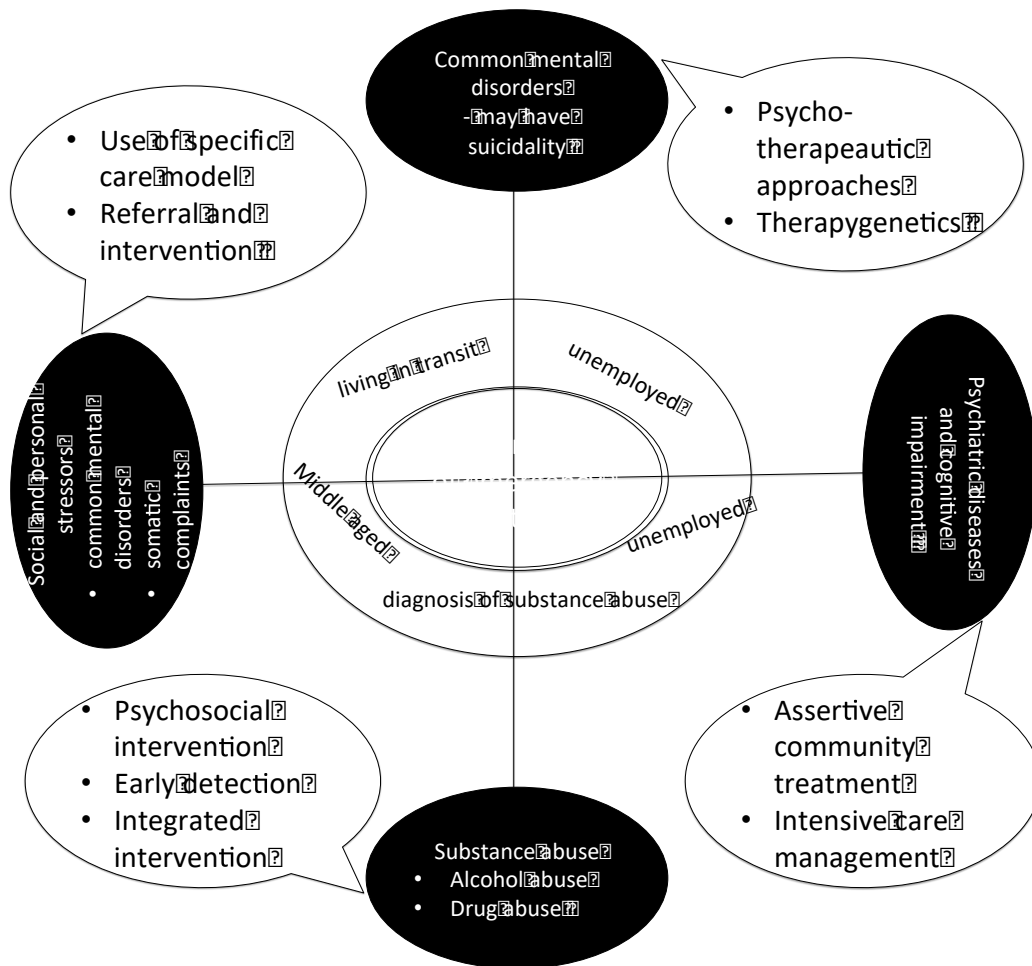 Common mental
disorders
- may have
suicidality
• Use of specific
care model
• Referral and
intervention
• Psycho-
therapeautic
approaches
• Therapygenetics
living in transit
unemployed
Middle aged
unemployed
diagnosis of substance abuse
Social and personal
stressors
• common mental
disorders
• somatic
complaints
Psychiatric diseases
and cognitive
impairment
• Psychosocial
intervention
• Early detection
• Integrated
intervention
• Assertive
community
treatment
• Intensive care
management
Substance abuse
• Alcohol abuse
• Drug abuse